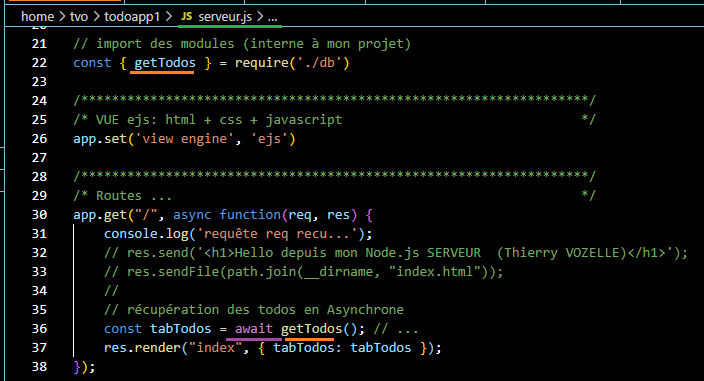 home > tvo > todoapp1 > JS serveur.js > ...
20
21 // import des modules (interne à mon projet)
22 const { getTodos } = require('./db')
23
24 /*******************************************************************/
25 /* VUE ejs: html + css + javascript */
26 app.set('view engine', 'ejs')
27
28 /*******************************************************************/
29 /* Routes ... */
30 app.get("/", async function(req, res) {
31 console.log('requête req recu...');
32 // res.send('<h1>Hello depuis mon Node.js SERVEUR  (Thierry VOZELLE)</h1>');
33 // res.sendFile(path.join(__dirname, "index.html"));
34 //
35 // récupération des todos en Asynchrone
36 const tabTodos = await getTodos(); // ...
37 res.render("index", { tabTodos: tabTodos });
38 });